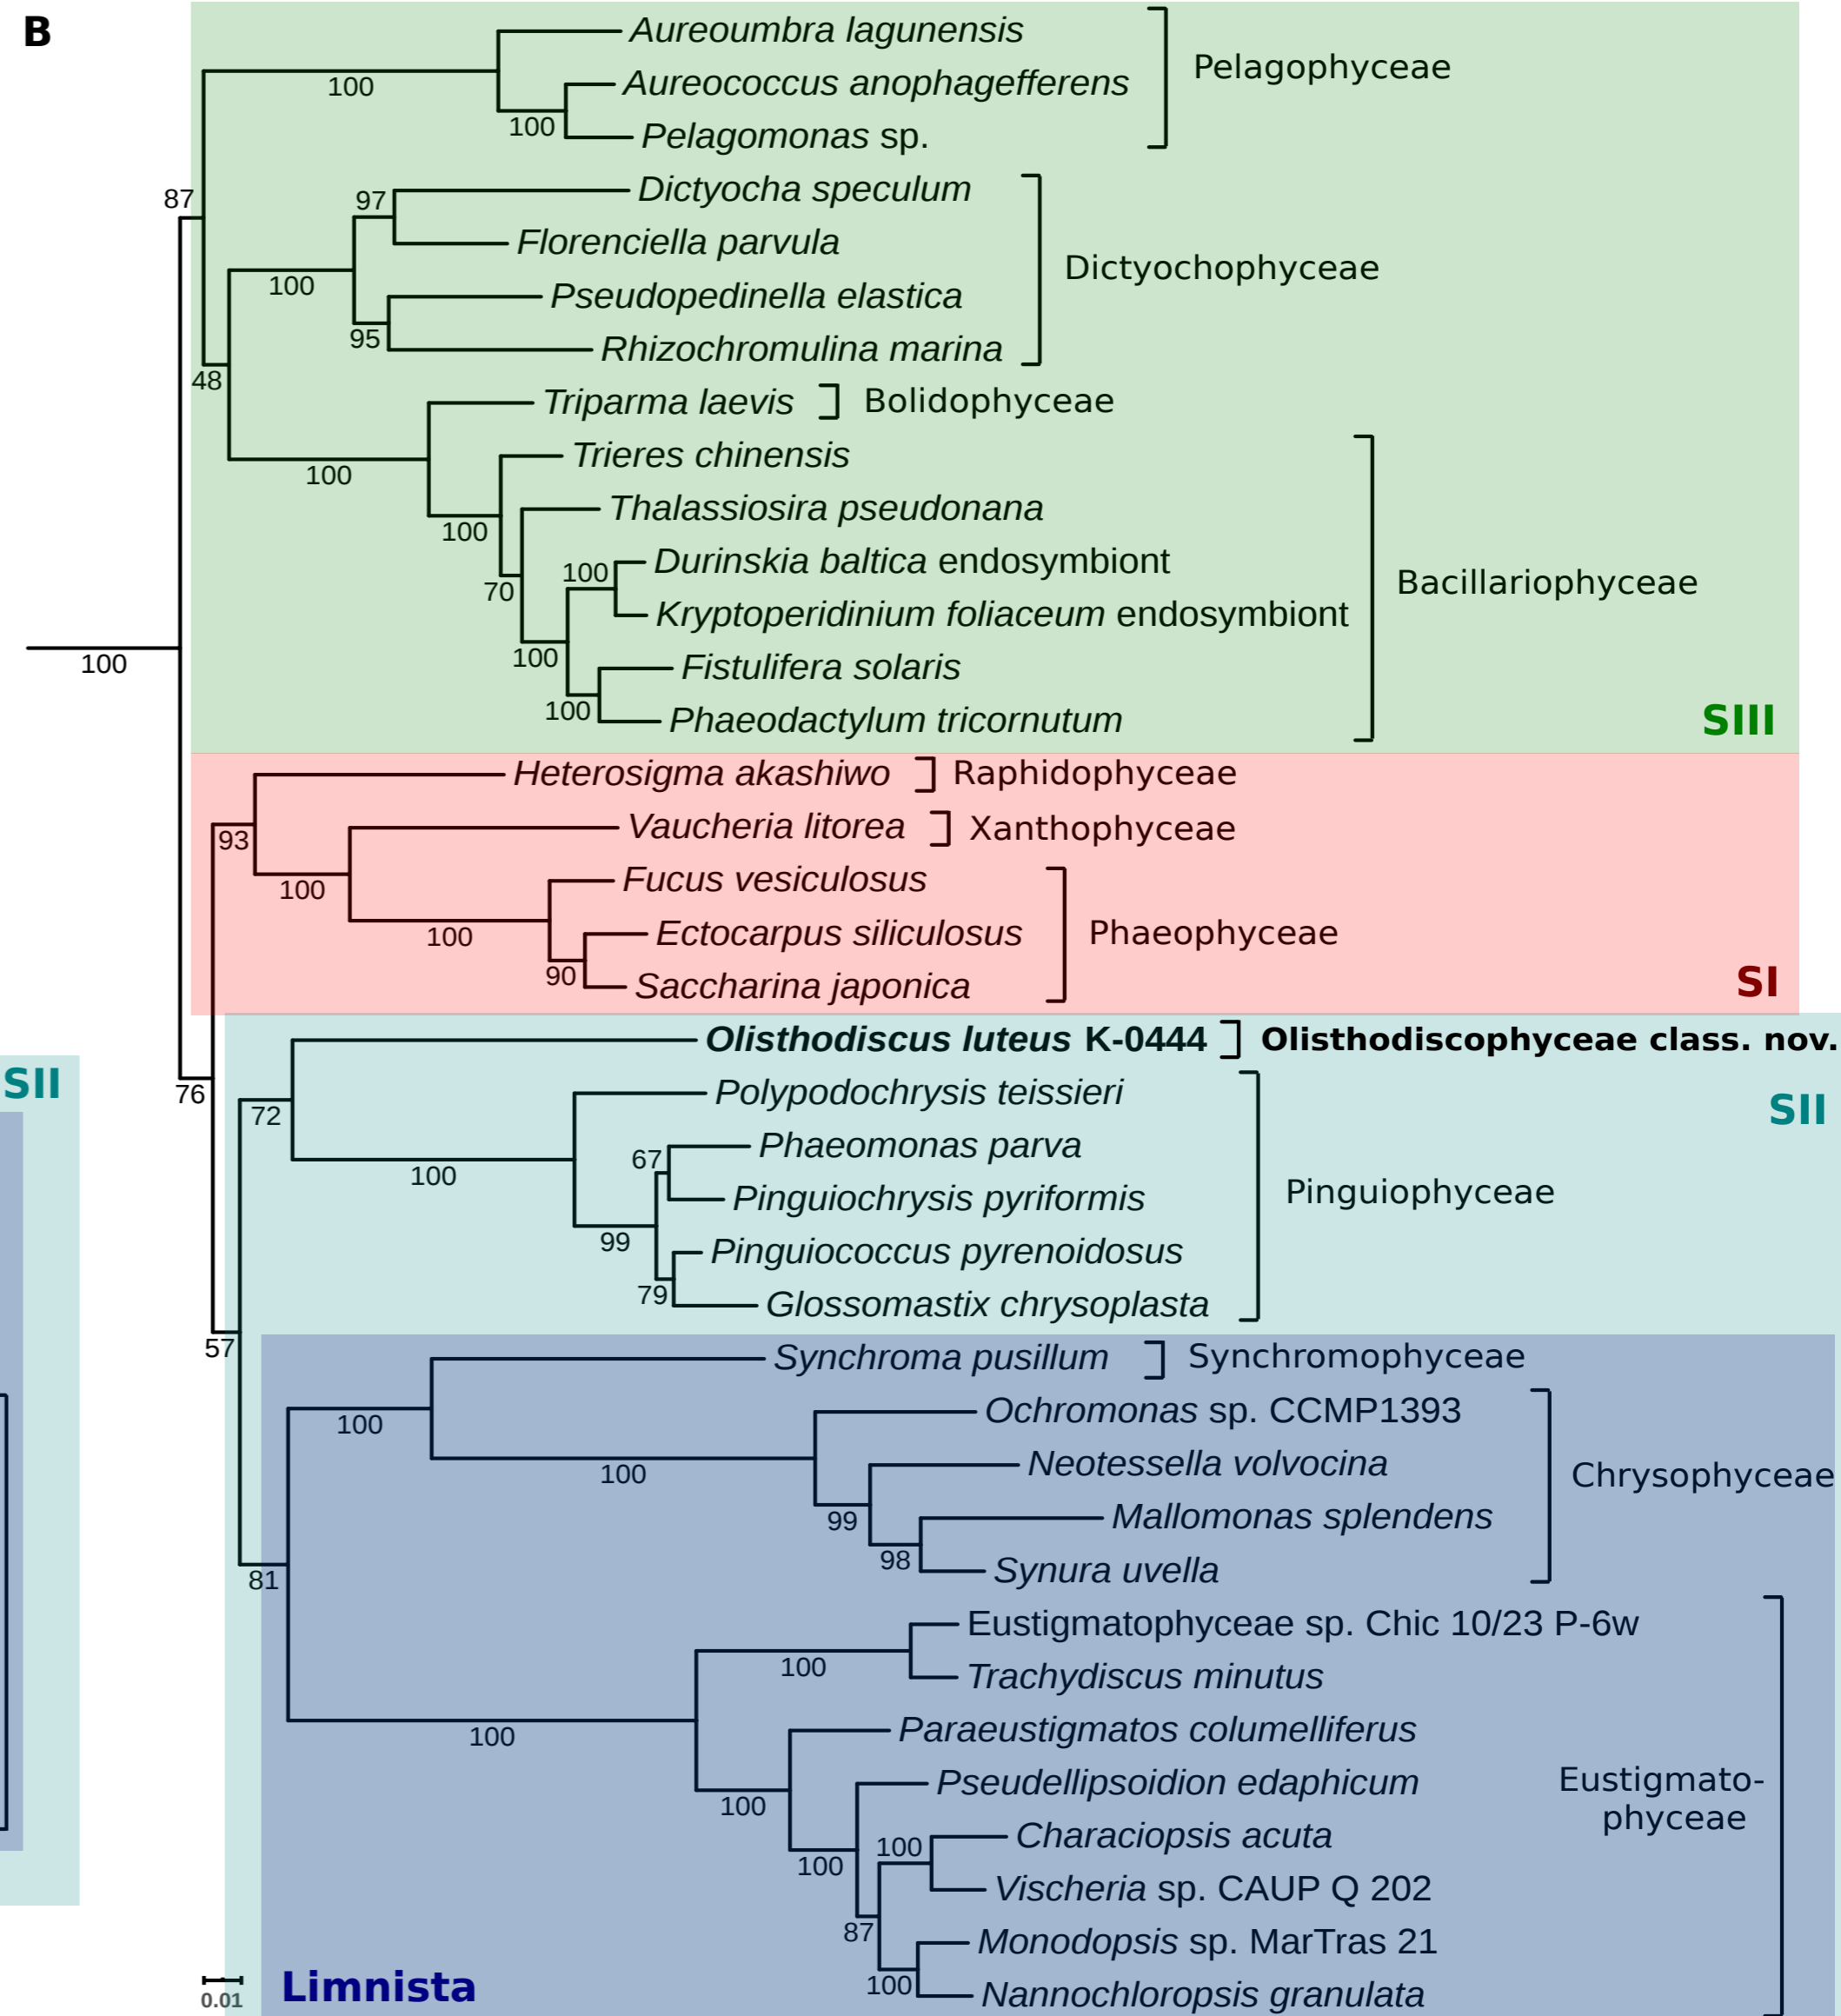 B
Aureoumbra lagunensis
Pelagophyceae
100
Aureococcus anophagefferens
100
Pelagomonas sp.
87
97
Dictyocha speculum
Florenciella parvula
Dictyochophyceae
100
Pseudopedinella elastica
95
Rhizochromulina marina
48
Triparma laevis
Bolidophyceae
Trieres chinensis
100
Thalassiosira pseudonana
100
Durinskia baltica endosymbiont
100
Bacillariophyceae
70
Kryptoperidinium foliaceum endosymbiont
100
100
Fistulifera solaris
100
Phaeodactylum tricornutum
SIII
Heterosigma akashiwo
Raphidophyceae
Vaucheria litorea
Xanthophyceae
93
Fucus vesiculosus
100
Ectocarpus siliculosus
Phaeophyceae
100
90
Saccharina japonica
SI
Olisthodiscus luteus K-0444
Olisthodiscophyceae class. nov.
SII
76
Polypodochrysis teissieri
SII
72
Phaeomonas parva
67
100
Pinguiochrysis pyriformis
Pinguiophyceae
99
Pinguiococcus pyrenoidosus
79
Glossomastix chrysoplasta
57
Synchroma pusillum
Synchromophyceae
100
Ochromonas sp. CCMP1393
Neotessella volvocina
100
Chrysophyceae
99
Mallomonas splendens
98
Synura uvella
81
Eustigmatophyceae sp. Chic 10/23 P-6w
100
Trachydiscus minutus
100
Paraeustigmatos columelliferus
Pseudellipsoidion edaphicum
Eustigmato-
phyceae
100
Characiopsis acuta
100
100
Vischeria sp. CAUP Q 202
87
Monodopsis sp. MarTras 21
100
Nannochloropsis granulata
Limnista
0.01